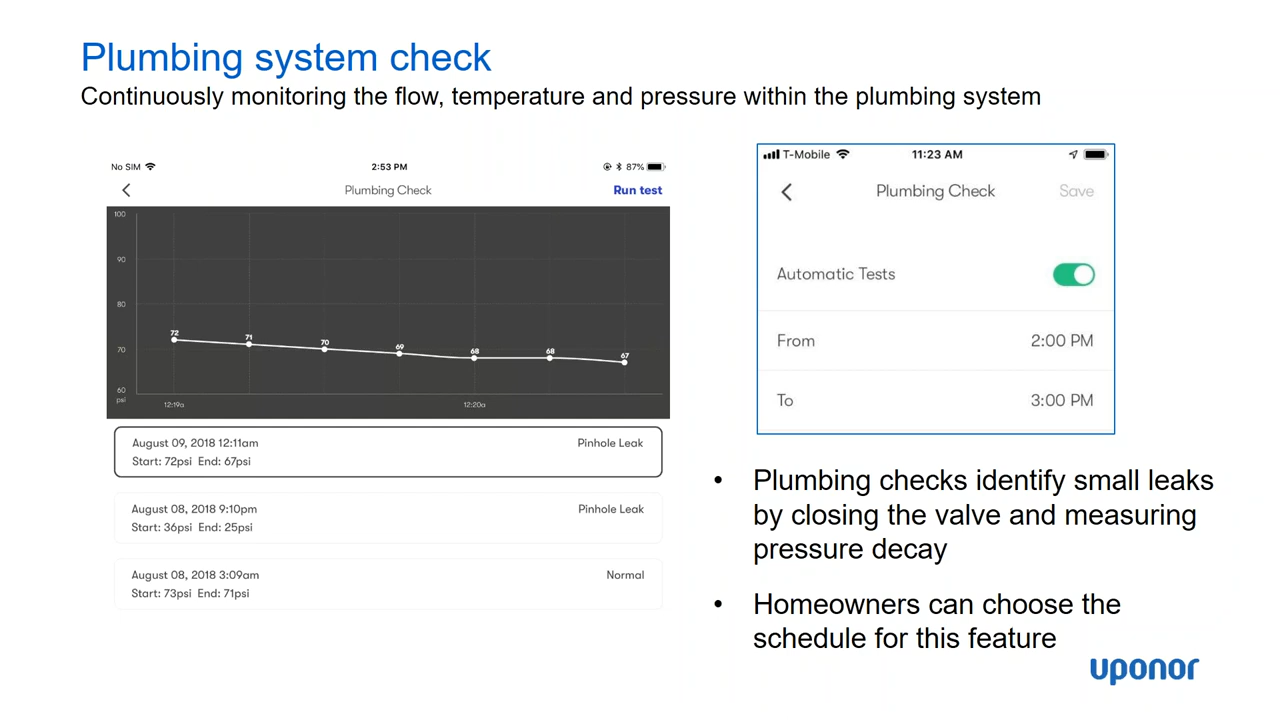 Plumbing system check
Continuously monitoring the flow, temperature and pressure within the plumbing system
No SIM 2:53 PM 87%
Plumbing Check Run test
100
90
80
70
60
psi
72 71 70 69 68 68 67
12:19a 12:20a
August 09, 2018 12:11am Pinhole Leak
Start: 72psi End: 67psi
August 08, 2018 9:10pm Pinhole Leak
Start: 36psi End: 25psi
August 08, 2018 3:09am Normal
Start: 73psi End: 71psi
T-Mobile 11:23 AM
Plumbing Check Save
Automatic Tests
From 2:00 PM
To 3:00 PM
• Plumbing checks identify small leaks
by closing the valve and measuring
pressure decay
• Homeowners can choose the
schedule for this feature
uponor